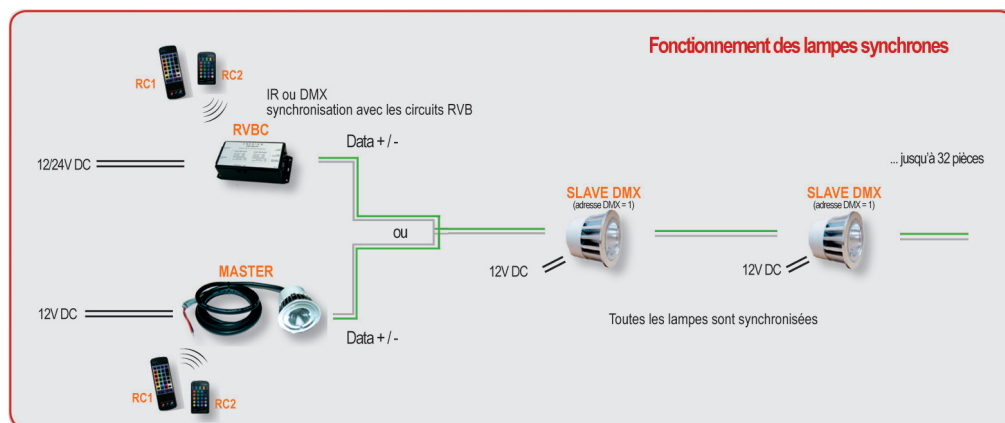 Fonctionnement des lampes synchrones
RC1
RC2
IR ou DMX
synchronisation avec les circuits RVB
RVBC
Data + / -
12/24V DC
... jusqu'à 32 pièces
SLAVE DMX
(adresse DMX = 1)
SLAVE DMX
(adresse DMX = 1)
ou
12V DC
12V DC
MASTER
12V DC
Data + / -
Toutes les lampes sont synchronisées
RC1
RC2